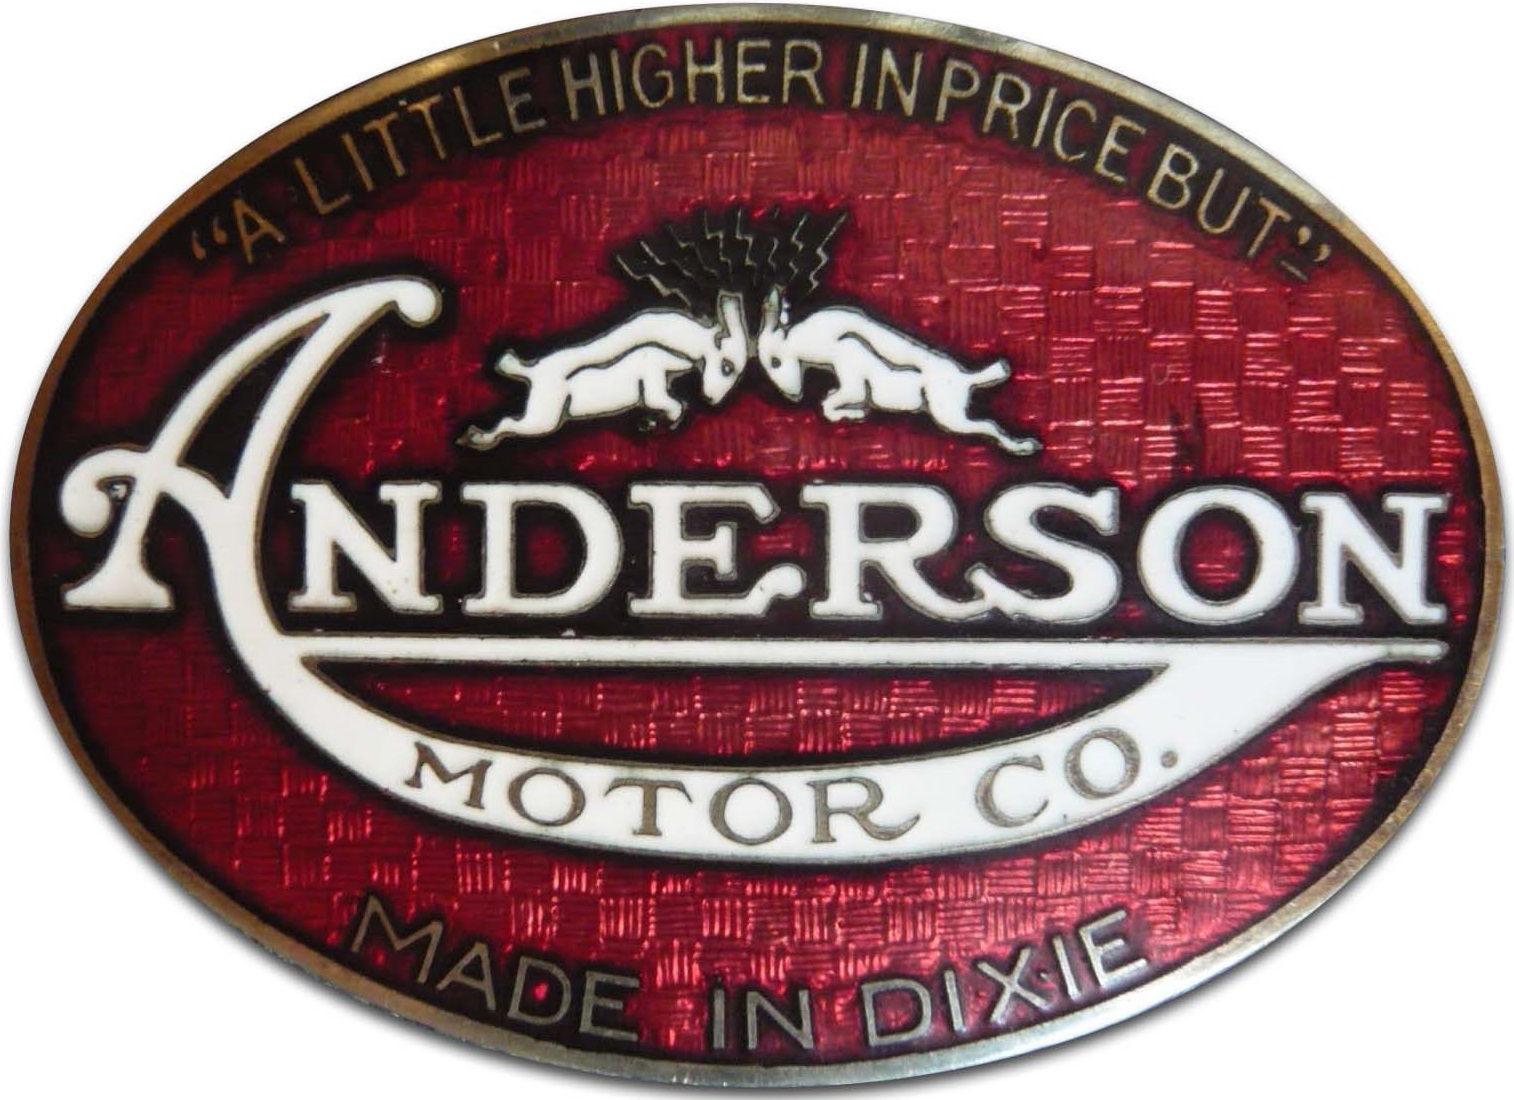 "A LITTLE HIGHER IN PRICE BUT"
ANDERSON
MOTOR CO.
MADE IN DIXIE